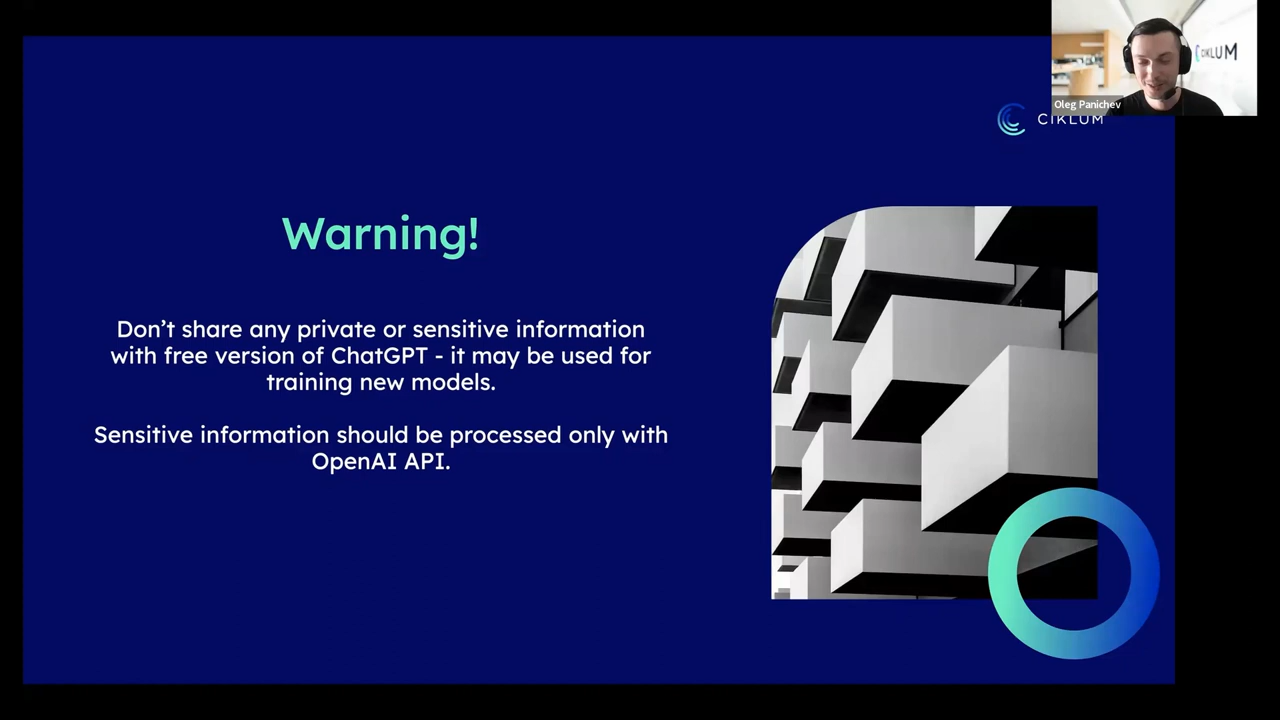 CIKLUM
Oleg Panichev
CIKLUM
Warning!
Don’t share any private or sensitive information
with free version of ChatGPT - it may be used for
training new models.
Sensitive information should be processed only with
OpenAI API.